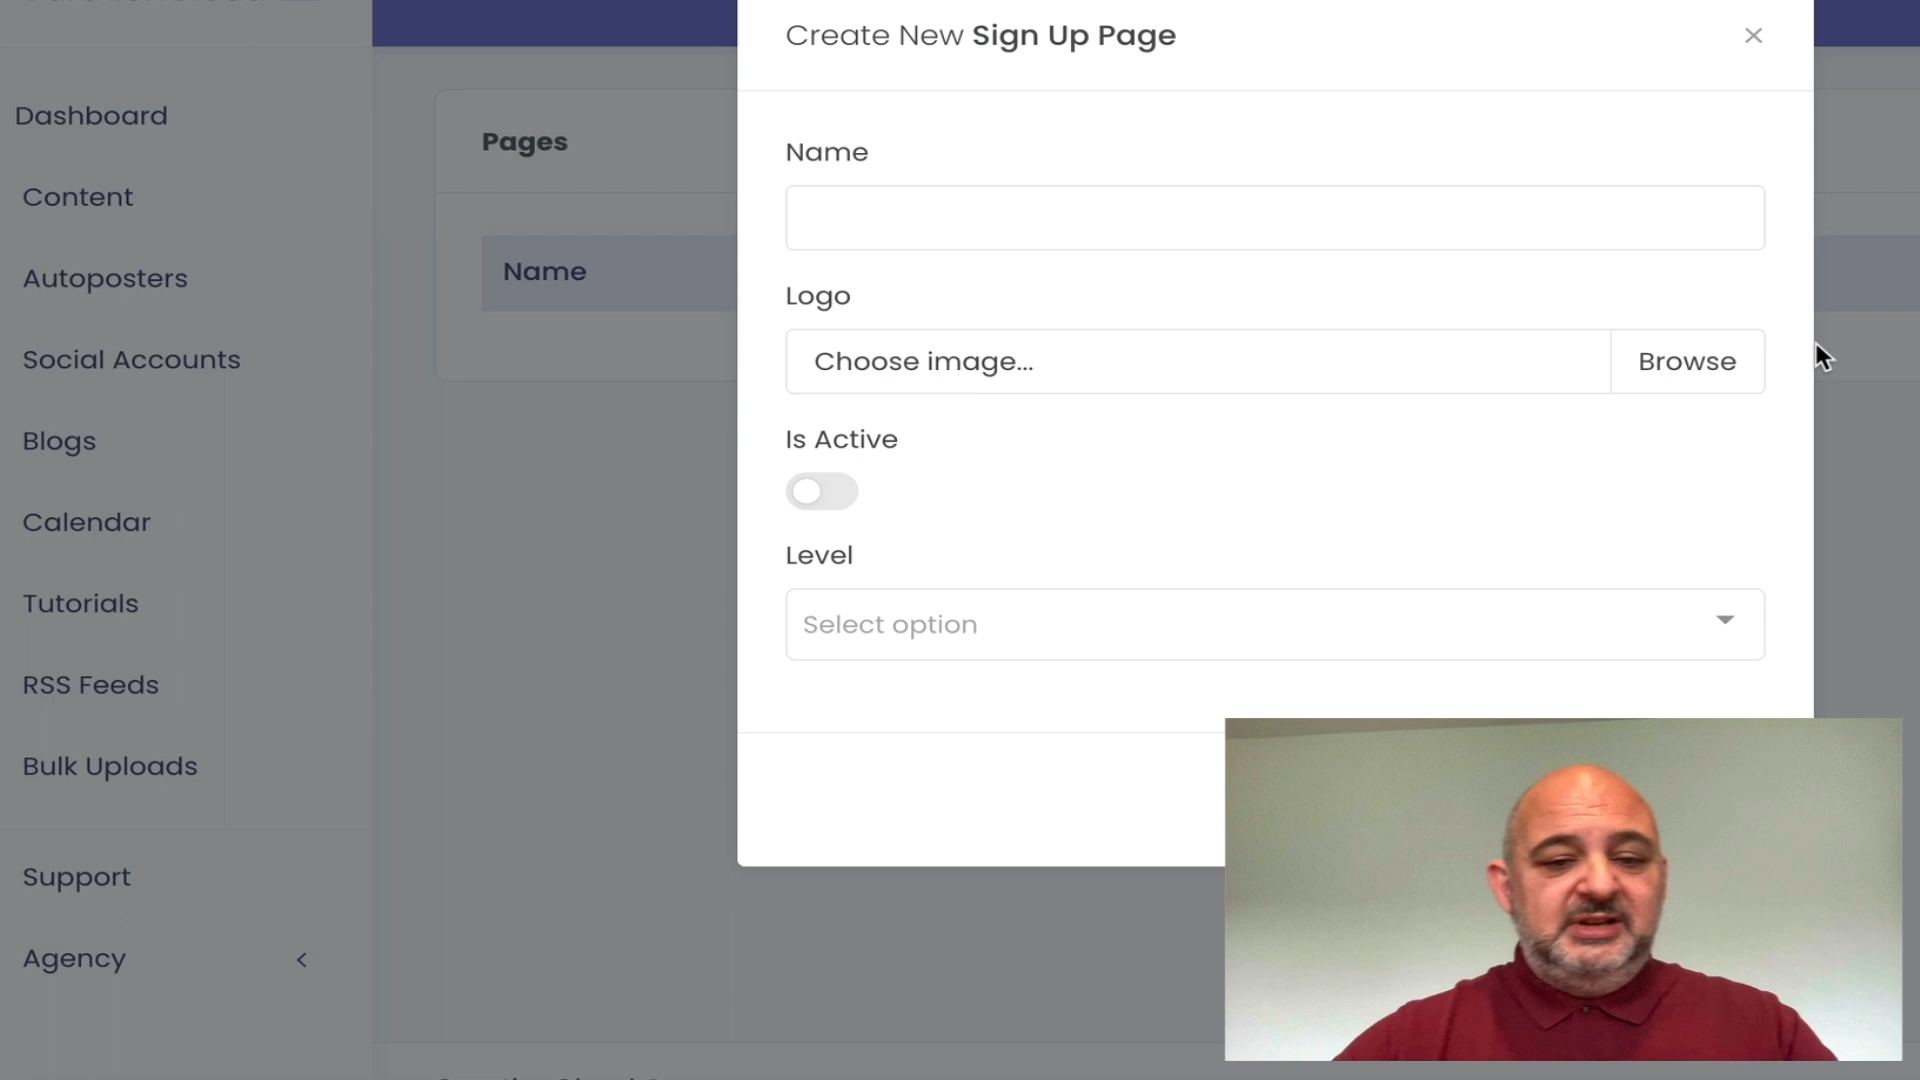 Create New Sign Up Page
Dashboard
Content
Autoposters
Social Accounts
Blogs
Calendar
Tutorials
RSS Feeds
Bulk Uploads
Support
Agency
Pages
Name
Name
Logo
Choose image...
Browse
Is Active
Level
Select option